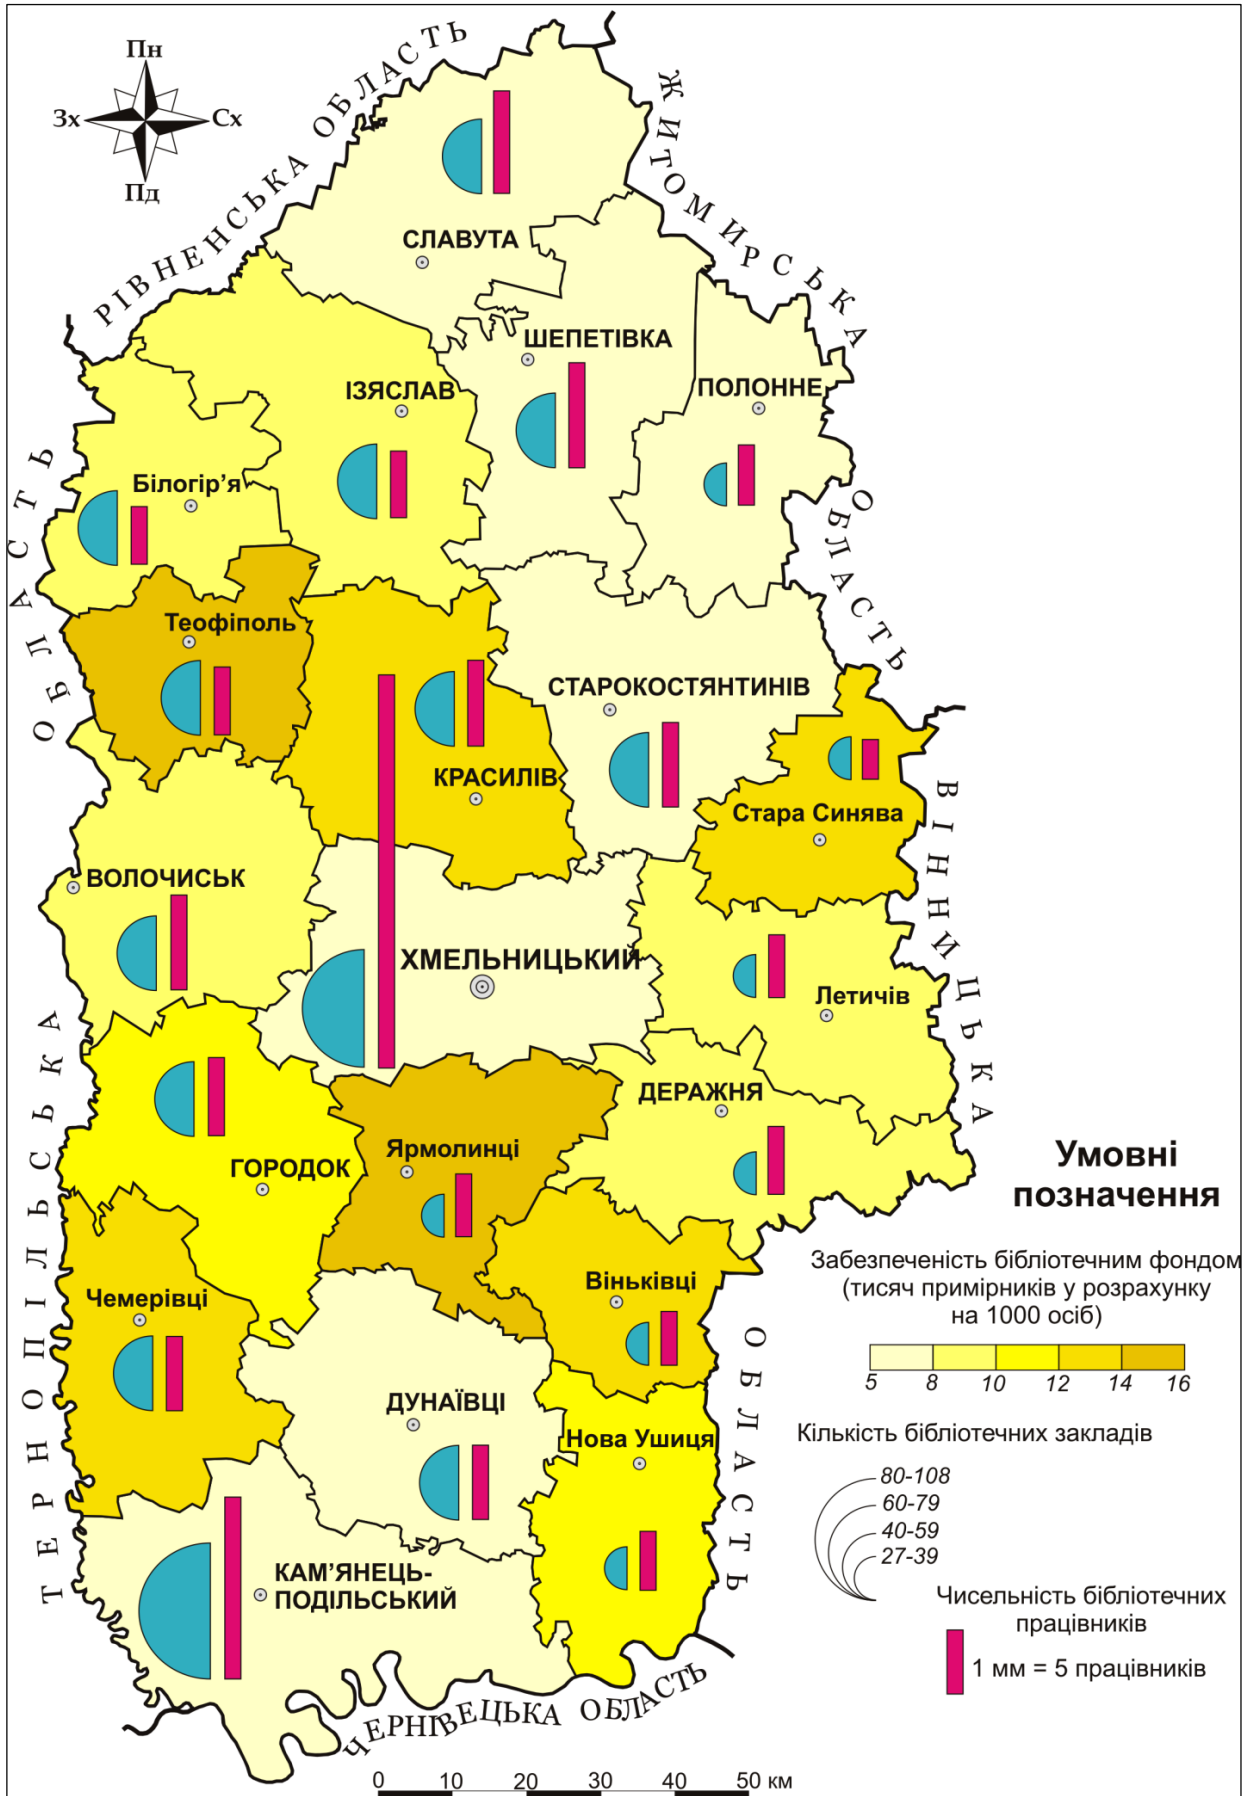 Пн
Зх
Сх
Пд
РІВНЕНСЬКА ОБЛАСТЬ
ЖИТОМИРСЬКА
ОБЛАСТЬ
СЛАВУТА
ШЕПЕТІВКА
ПОЛОННЕ
ІЗЯСЛАВ
Білогір’я
Теофіполь
СТАРОКОСТЯНТИНІВ
КРАСИЛІВ
Стара Синява
ВОЛОЧИСЬК
ХМЕЛЬНИЦЬКИЙ
Летичів
ДЕРАЖНЯ
Ярмолинці
ГОРОДОК
Віньківці
Чемерівці
ДУНАЇВЦІ
Нова Ушиця
КАМ’ЯНЕЦЬ-
ПОДІЛЬСЬКИЙ
ТЕРНОПІЛЬСЬКА
ОБЛАСТЬ
ВІННИЦЬКА
ОБЛАСТЬ
ЧЕРНІВЕЦЬКА ОБЛАСТЬ
Умовні
позначення
Забезпеченість бібліотечним фондом
(тисяч примірників у розрахунку
на 1000 осіб)
5 8 10 12 14 16
Кількість бібліотечних закладів
80-108
60-79
40-59
27-39
Чисельність бібліотечних
працівників
1 мм = 5 працівників
0 10 20 30 40 50 км